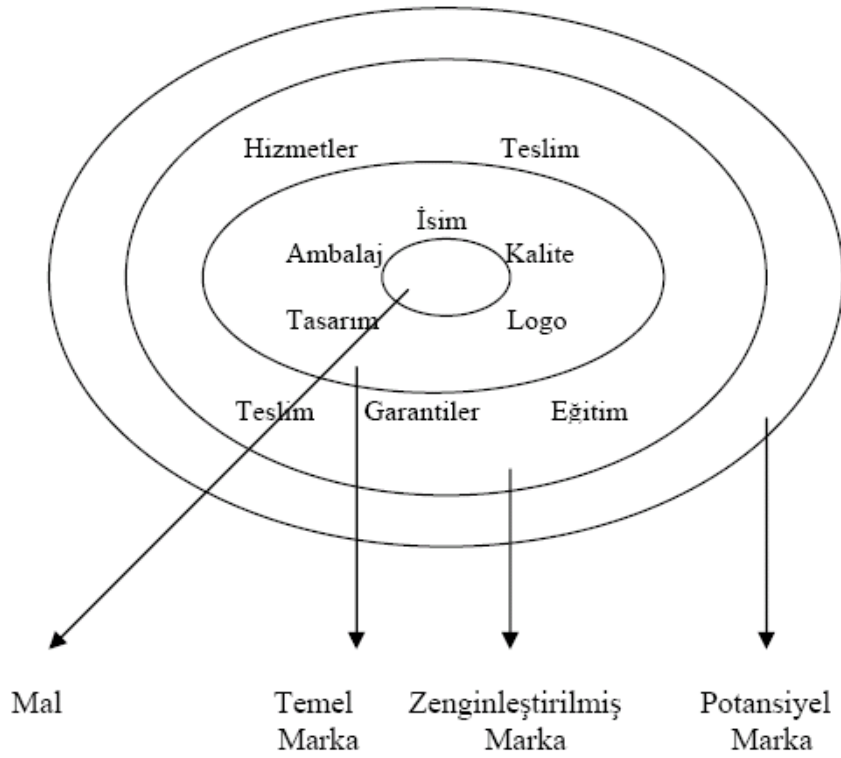 Hizmetler Teslim
İsim
Ambalaj Kalite
Tasarım Logo
Teslim Garantiler Eğitim
Mal Temel Zenginleştirilmiş Potansiyel
Marka Marka Marka